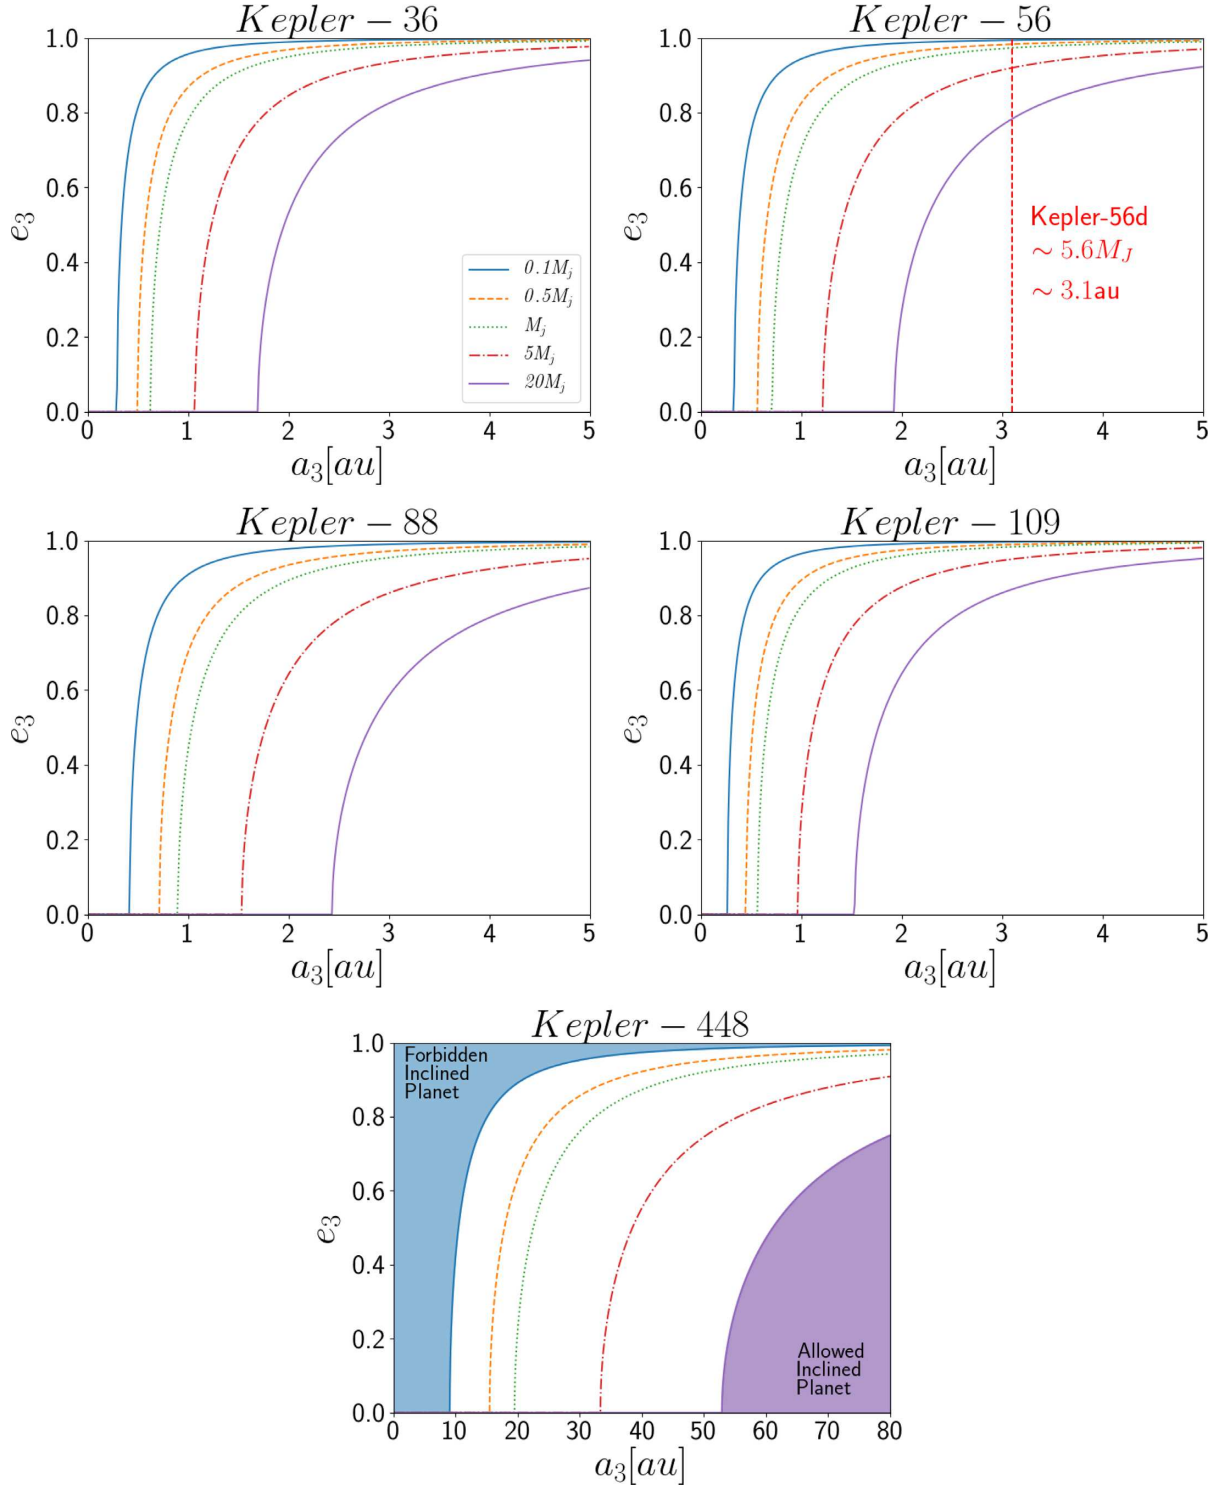 Kepler − 36
1.0
0.8
0.6
0.4
0.2
0.0
e₃
0.1Mⱼ
0.5Mⱼ
Mⱼ
5Mⱼ
20Mⱼ
0 1 2 3 4 5
a₃[au]
Kepler − 56
1.0
0.8
0.6
0.4
0.2
0.0
e₃
Kepler-56d
∼ 5.6M_J
∼ 3.1au
0 1 2 3 4 5
a₃[au]
Kepler − 88
1.0
0.8
0.6
0.4
0.2
0.0
e₃
0 1 2 3 4 5
a₃[au]
Kepler − 109
1.0
0.8
0.6
0.4
0.2
0.0
e₃
0 1 2 3 4 5
a₃[au]
Kepler − 448
1.0
0.8
0.6
0.4
0.2
0.0
e₃
Forbidden
Inclined
Planet
Allowed
Inclined
Planet
0 10 20 30 40 50 60 70 80
a₃[au]